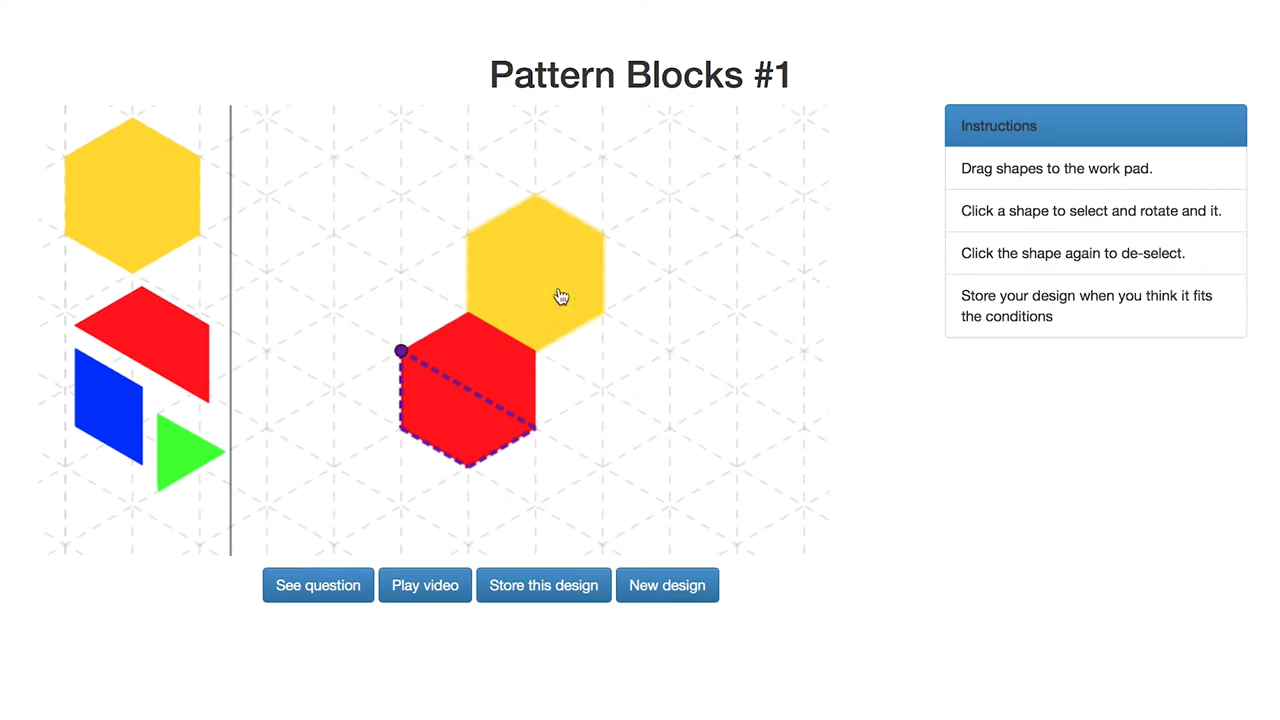 Pattern Blocks #1
Instructions
Drag shapes to the work pad.
Click a shape to select and rotate and it.
Click the shape again to de-select.
Store your design when you think it fits
the conditions
See question
Play video
Store this design
New design